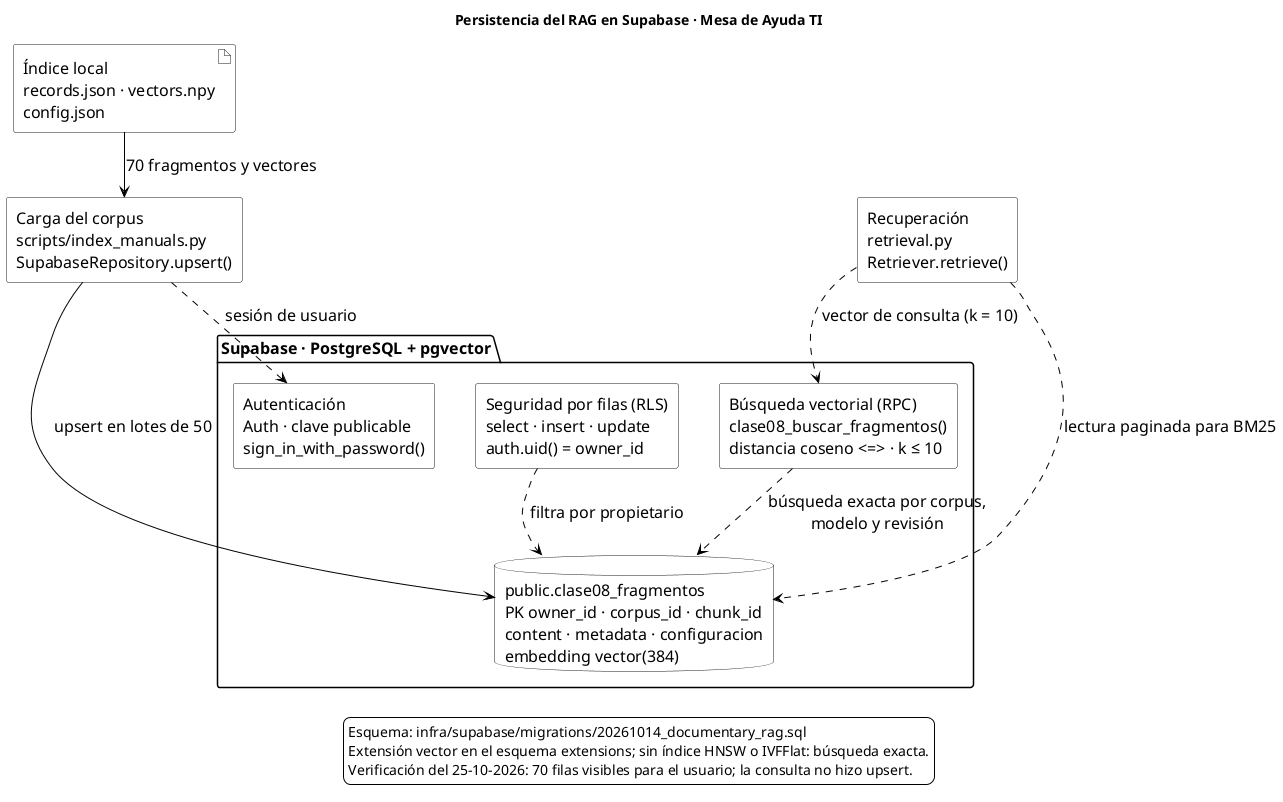 Persistencia del RAG en Supabase · Mesa de Ayuda TI
Índice local
records.json · vectors.npy
config.json
70 fragmentos y vectores
Carga del corpus
scripts/index_manuals.py
SupabaseRepository.upsert()
Recuperación
retrieval.py
Retriever.retrieve()
sesión de usuario
vector de consulta (k = 10)
Supabase · PostgreSQL + pgvector
Autenticación
Auth · clave publicable
sign_in_with_password()
Seguridad por filas (RLS)
select · insert · update
auth.uid() = owner_id
Búsqueda vectorial (RPC)
clase08_buscar_fragmentos()
distancia coseno <=> · k ≤ 10
upsert en lotes de 50
lectura paginada para BM25
filtra por propietario
búsqueda exacta por corpus,
modelo y revisión
public.clase08_fragmentos
PK owner_id · corpus_id · chunk_id
content · metadata · configuracion
embedding vector(384)
Esquema: infra/supabase/migrations/20261014_documentary_rag.sql
Extensión vector en el esquema extensions; sin índice HNSW o IVFFlat: búsqueda exacta.
Verificación del 25-10-2026: 70 filas visibles para el usuario; la consulta no hizo upsert.